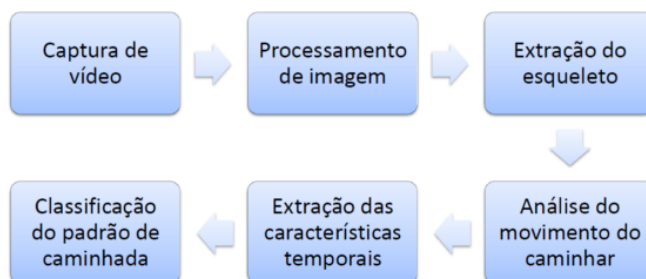 Captura de
vídeo
Processamento
de imagem
Extração do
esqueleto
Análise do
movimento do
caminhar
Extração das
características
temporais
Classificação
do padrão de
caminhada